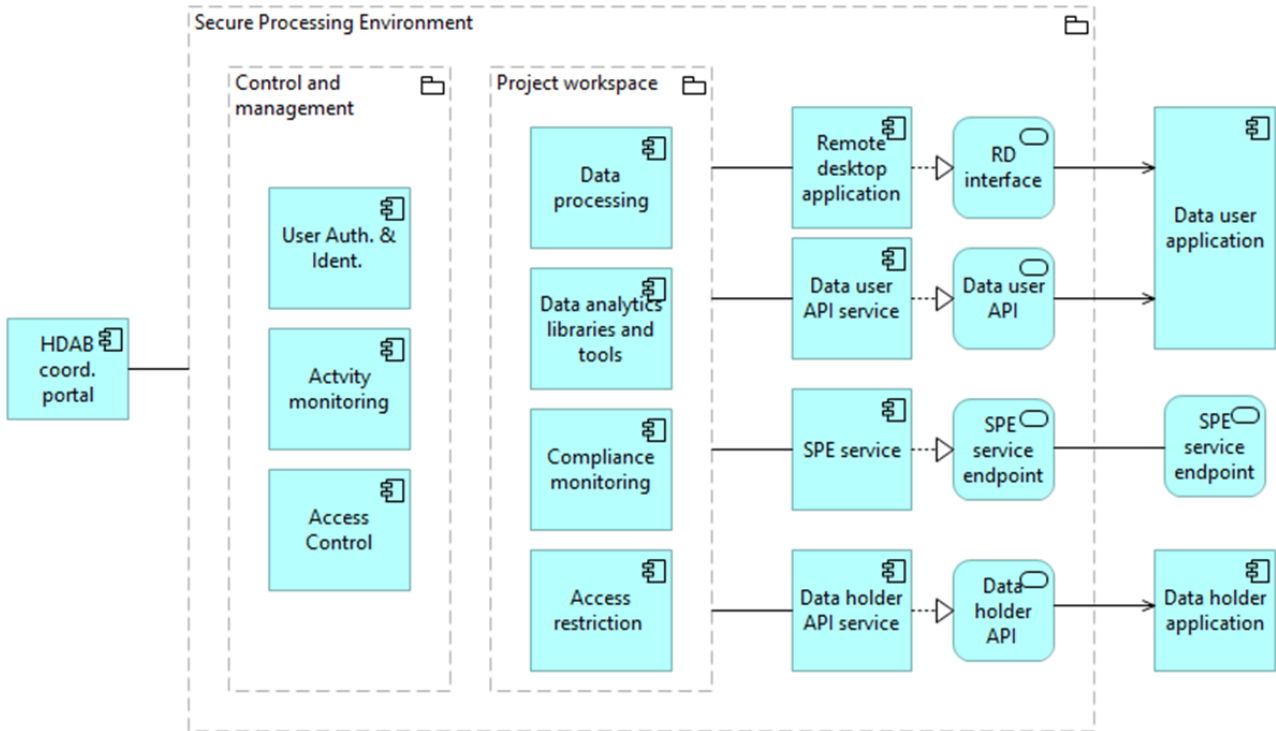 Secure Processing Environment
Control and
management
User Auth. &
Ident.
Actvity
monitoring
Access
Control
HDAB
coord.
portal
Project workspace
Data
processing
Data analytics
libraries and
tools
Compliance
monitoring
Access
restriction
Remote
desktop
application
RD
interface
Data user
application
Data user
API service
Data user
API
SPE service
SPE
service
endpoint
SPE
service
endpoint
Data holder
API service
Data
holder
API
Data holder
application